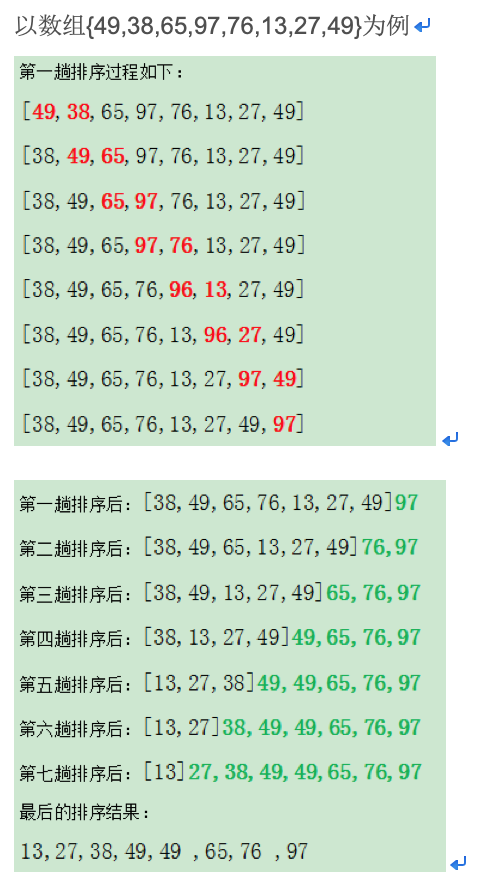 以数组{49,38,65,97,76,13,27,49}为例
第一趟排序过程如下：
[49,38,65,97,76,13,27,49]
[38,49,65,97,76,13,27,49]
[38,49,65,97,76,13,27,49]
[38,49,65,97,76,13,27,49]
[38,49,65,76,96,13,27,49]
[38,49,65,76,13,96,27,49]
[38,49,65,76,13,27,97,49]
[38,49,65,76,13,27,49,97]
第一趟排序后：[38,49,65,76,13,27,49]97
第二趟排序后：[38,49,65,13,27,49]76,97
第三趟排序后：[38,49,13,27,49]65,76,97
第四趟排序后：[38,13,27,49]49,65,76,97
第五趟排序后：[13,27,38]49,49,65,76,97
第六趟排序后：[13,27]38,49,49,65,76,97
第七趟排序后：[13]27,38,49,49,65,76,97
最后的排序结果：
13,27,38,49,49 ,65,76 ,97